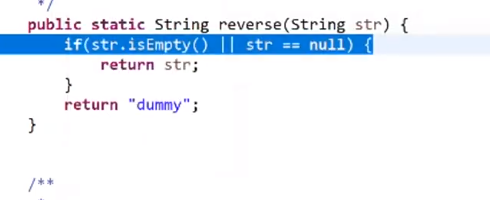 */
public static String reverse(String str) {
if(str.isEmpty() || str == null) {
return str;
}
return "dummy";
}
/**
*